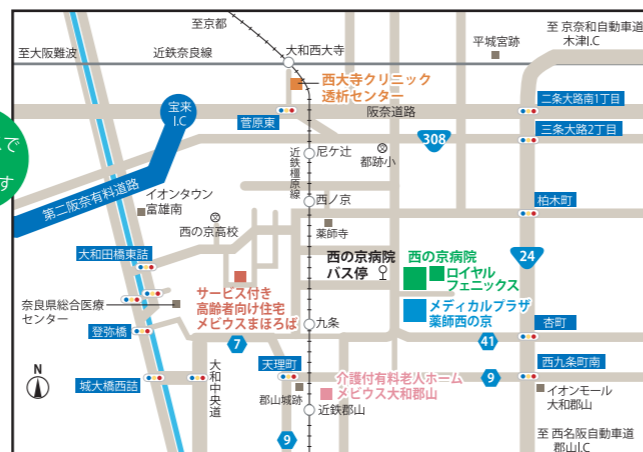 至京都
至 京奈和自動車道
木津I.C
平城宮跡
大和西大寺
至大阪難波
近鉄奈良線
西大寺クリニック
透析センター
宝来
I.C
二条大路南1丁目
阪奈道路
菅原東
三条大路2丁目
308
で
す
尼ケ辻
都跡小
近鉄橿原線
第二阪奈有料道路
イオンタウン
富雄南
西ノ京
柏木町
西の京高校
薬師寺
大和田橋東詰
西の京病院
バス停
西の京病院
ロイヤル
フェニックス
24
奈良県総合医療
センター
サービス付き
高齢者向け住宅
メビウスまほろば
メディカルプラザ
薬師西の京
九条
登弥橋
7
41
杏町
大和中央道
天理町
西九条町南
城大橋西詰
9
N
郡山城跡
介護付有料老人ホーム
メビウス大和郡山
イオンモール
大和郡山
近鉄郡山
9
至 西名阪自動車道
郡山I.C